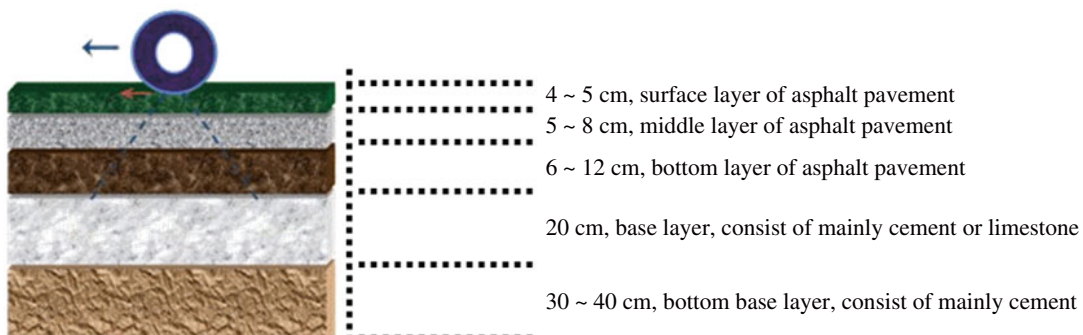 4 ~ 5 cm, surface layer of asphalt pavement
5 ~ 8 cm, middle layer of asphalt pavement
6 ~ 12 cm, bottom layer of asphalt pavement
20 cm, base layer, consist of mainly cement or limestone
30 ~ 40 cm, bottom base layer, consist of mainly cement